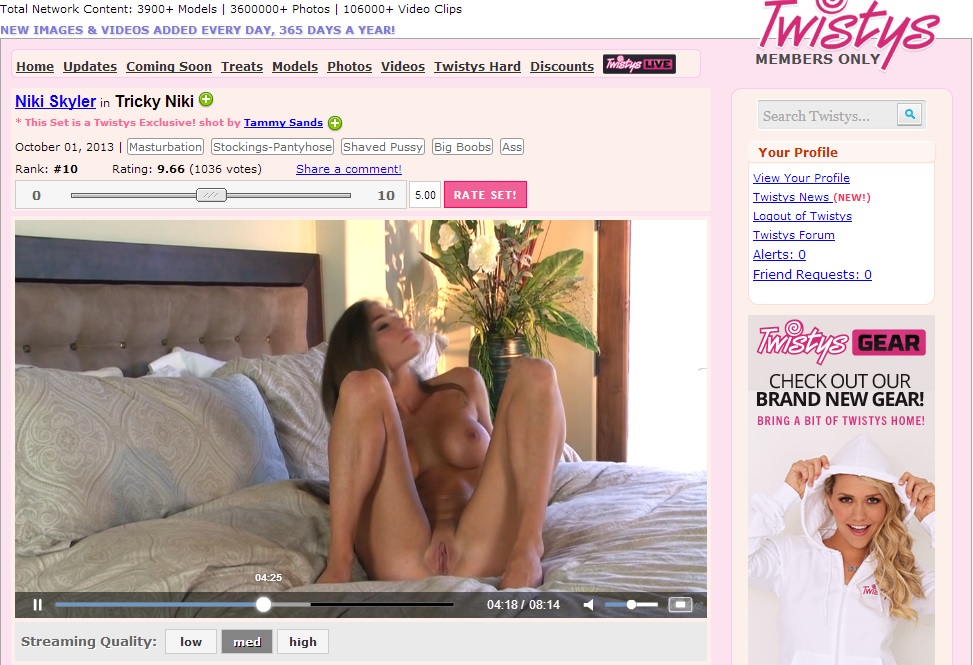 Total Network Content: 3900+ Models | 3600000+ Photos | 106000+ Video Clips
NEW IMAGES & VIDEOS ADDED EVERY DAY, 365 DAYS A YEAR!
Twistys
MEMBERS ONLY
Home Updates Coming Soon Treats Models Photos Videos Twistys Hard Discounts Twistys LIVE
Niki Skyler in Tricky Niki
* This Set is a Twistys Exclusive! shot by Tammy Sands
October 01, 2013 | Masturbation Stockings-Pantyhose Shaved Pussy Big Boobs Ass
Rank: #10 Rating: 9.66 (1036 votes) Share a comment!
0 10 5.00 RATE SET!
04:25
04:18 / 08:14
Streaming Quality: low med high
Search Twistys...
Your Profile
View Your Profile
Twistys News (NEW!)
Logout of Twistys
Twistys Forum
Alerts: 0
Friend Requests: 0
Twistys GEAR
CHECK OUT OUR
BRAND NEW GEAR!
BRING A BIT OF TWISTYS HOME!